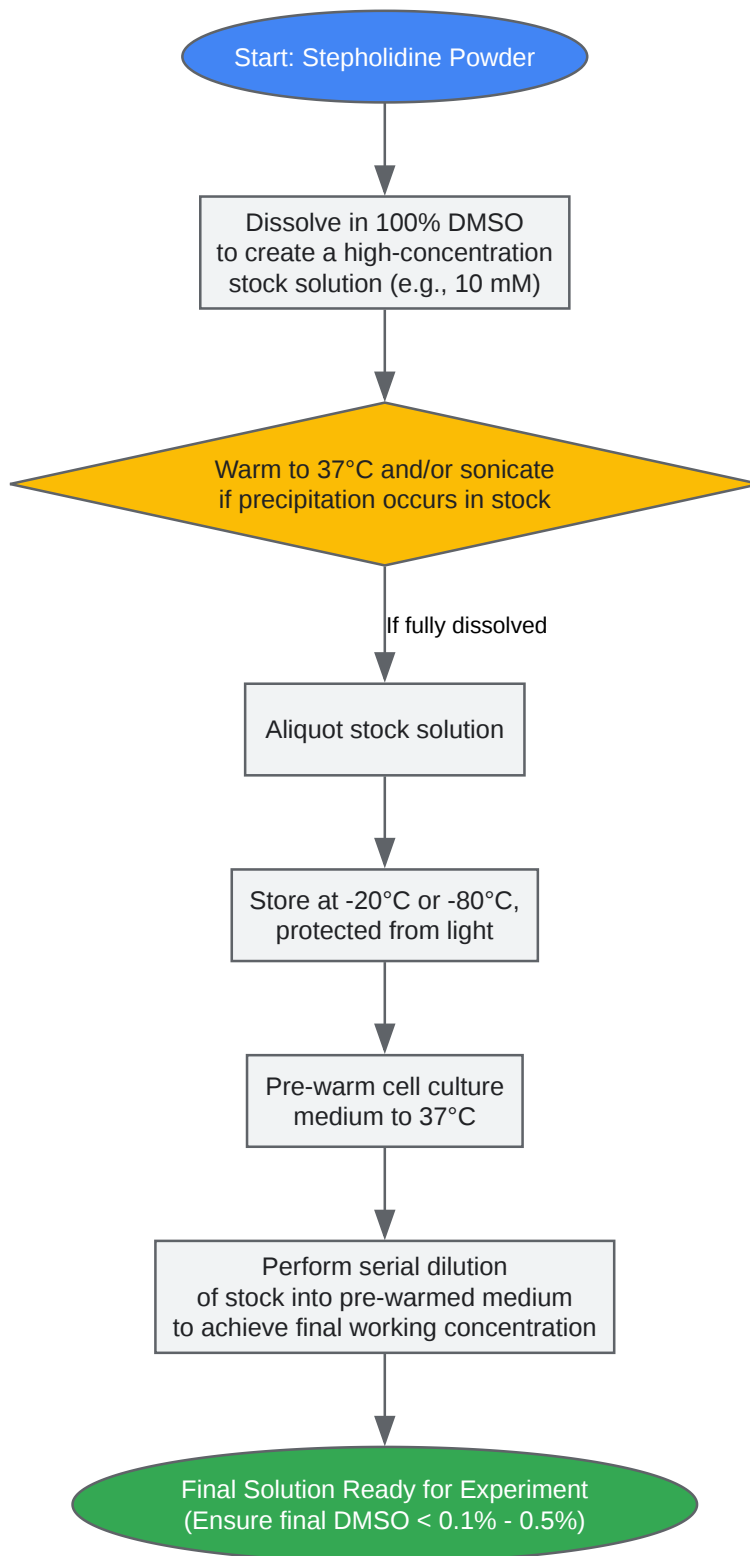 Start: Stepholidine Powder
Dissolve in 100% DMSO
to create a high-concentration
stock solution (e.g., 10 mM)
Warm to 37°C and/or sonicate
if precipitation occurs in stock
If fully dissolved
Aliquot stock solution
Store at -20°C or -80°C,
protected from light
Pre-warm cell culture
medium to 37°C
Perform serial dilution
of stock into pre-warmed medium
to achieve final working concentration
Final Solution Ready for Experiment
(Ensure final DMSO < 0.1% - 0.5%)